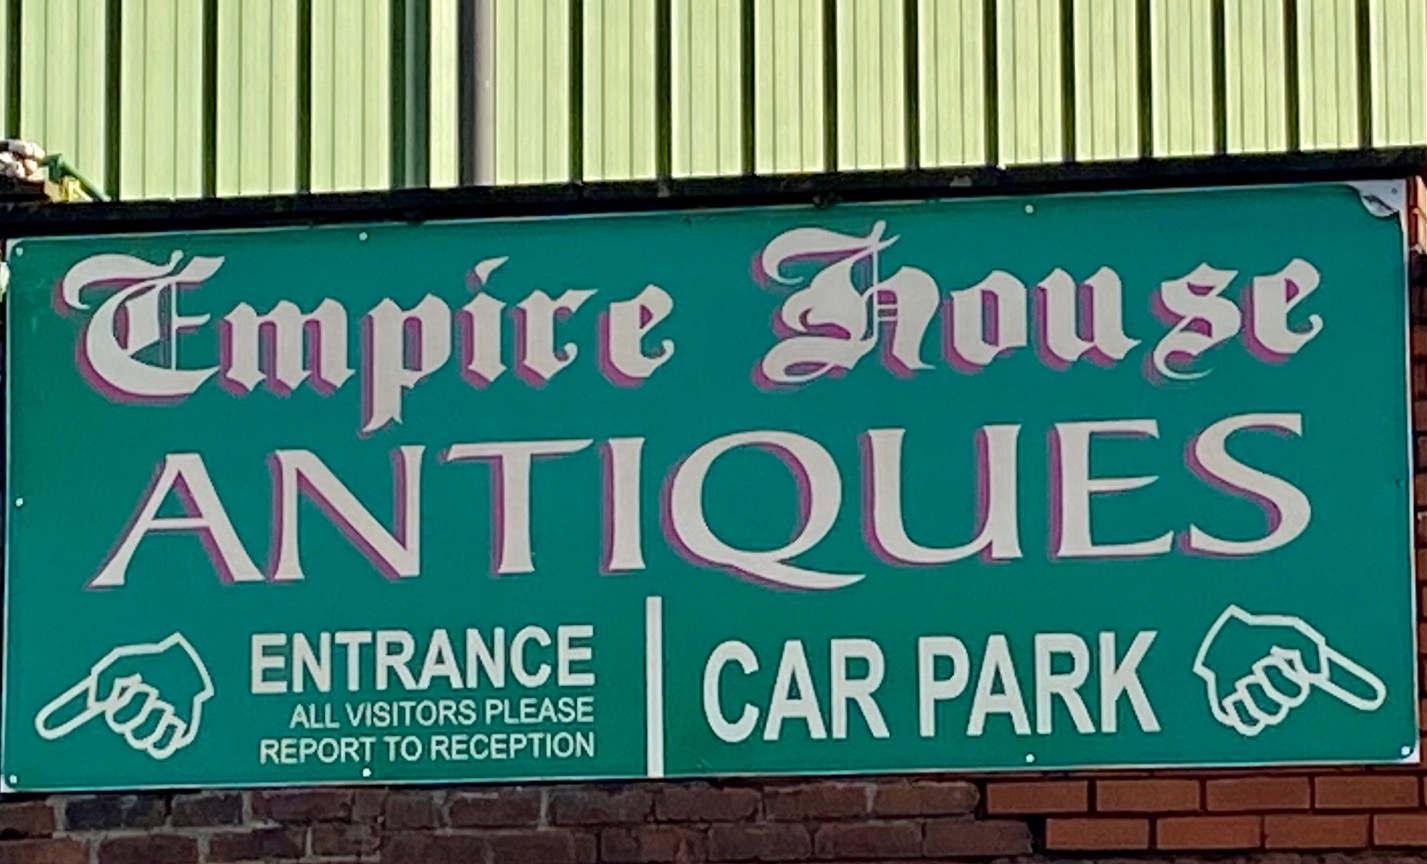 Empire House
ANTIQUES
ENTRANCE
ALL VISITORS PLEASE
REPORT TO RECEPTION
CAR PARK